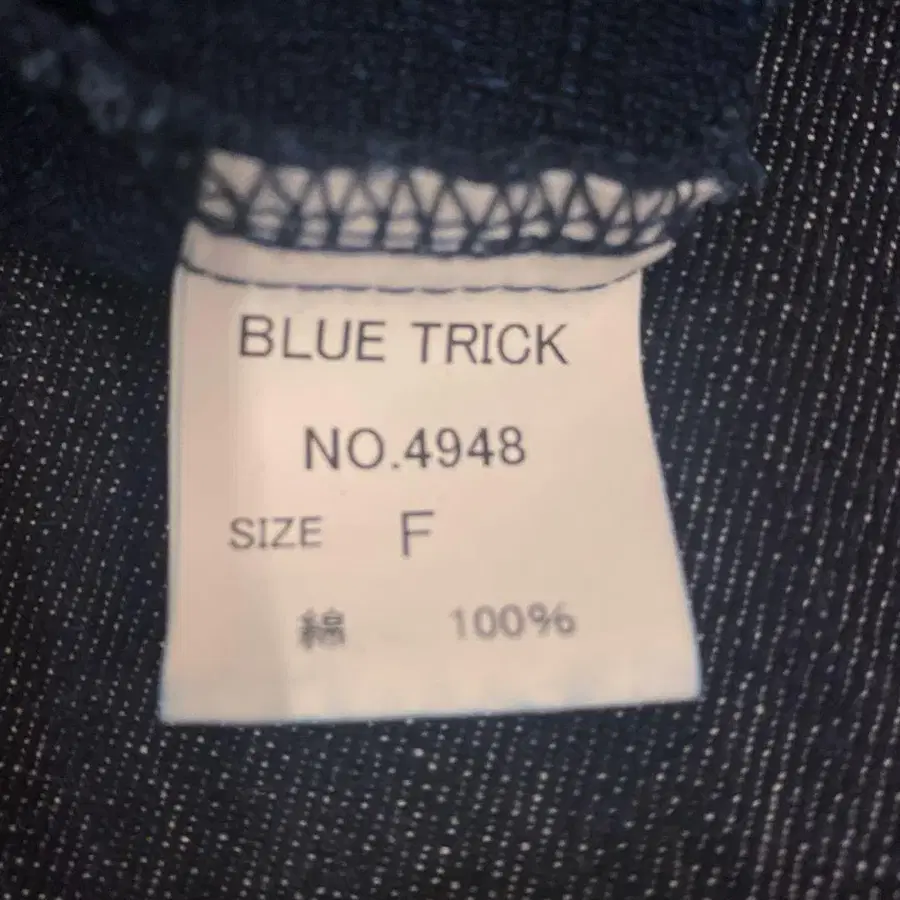 BLUE TRICK
NO.4948
SIZE F
綿 100%